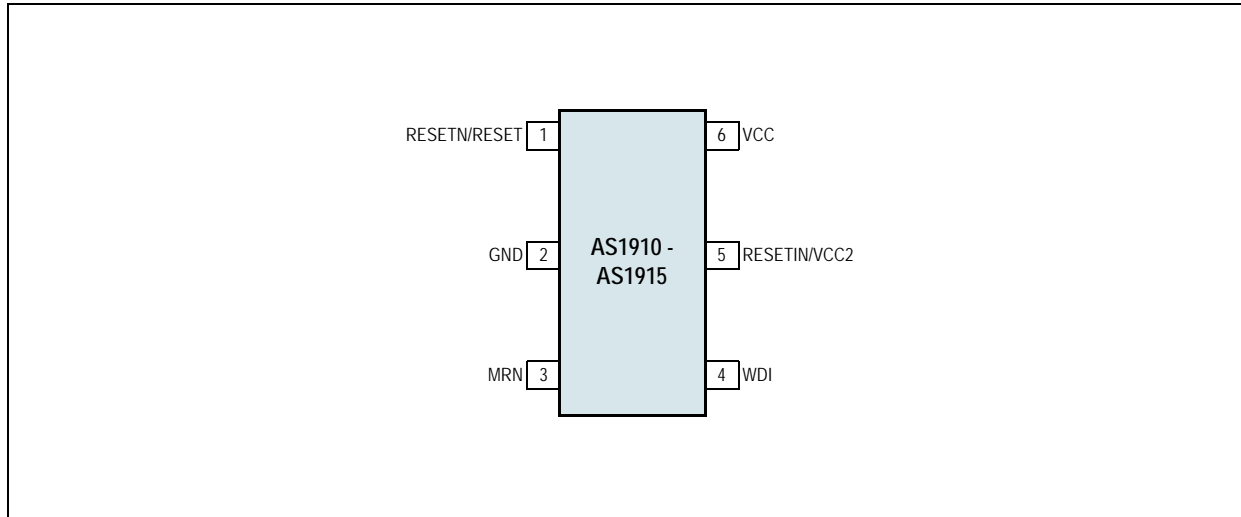 RESETN/RESET 1
6 VCC
GND 2
AS1910 -
AS1915
5 RESETIN/VCC2
MRN 3
4 WDI